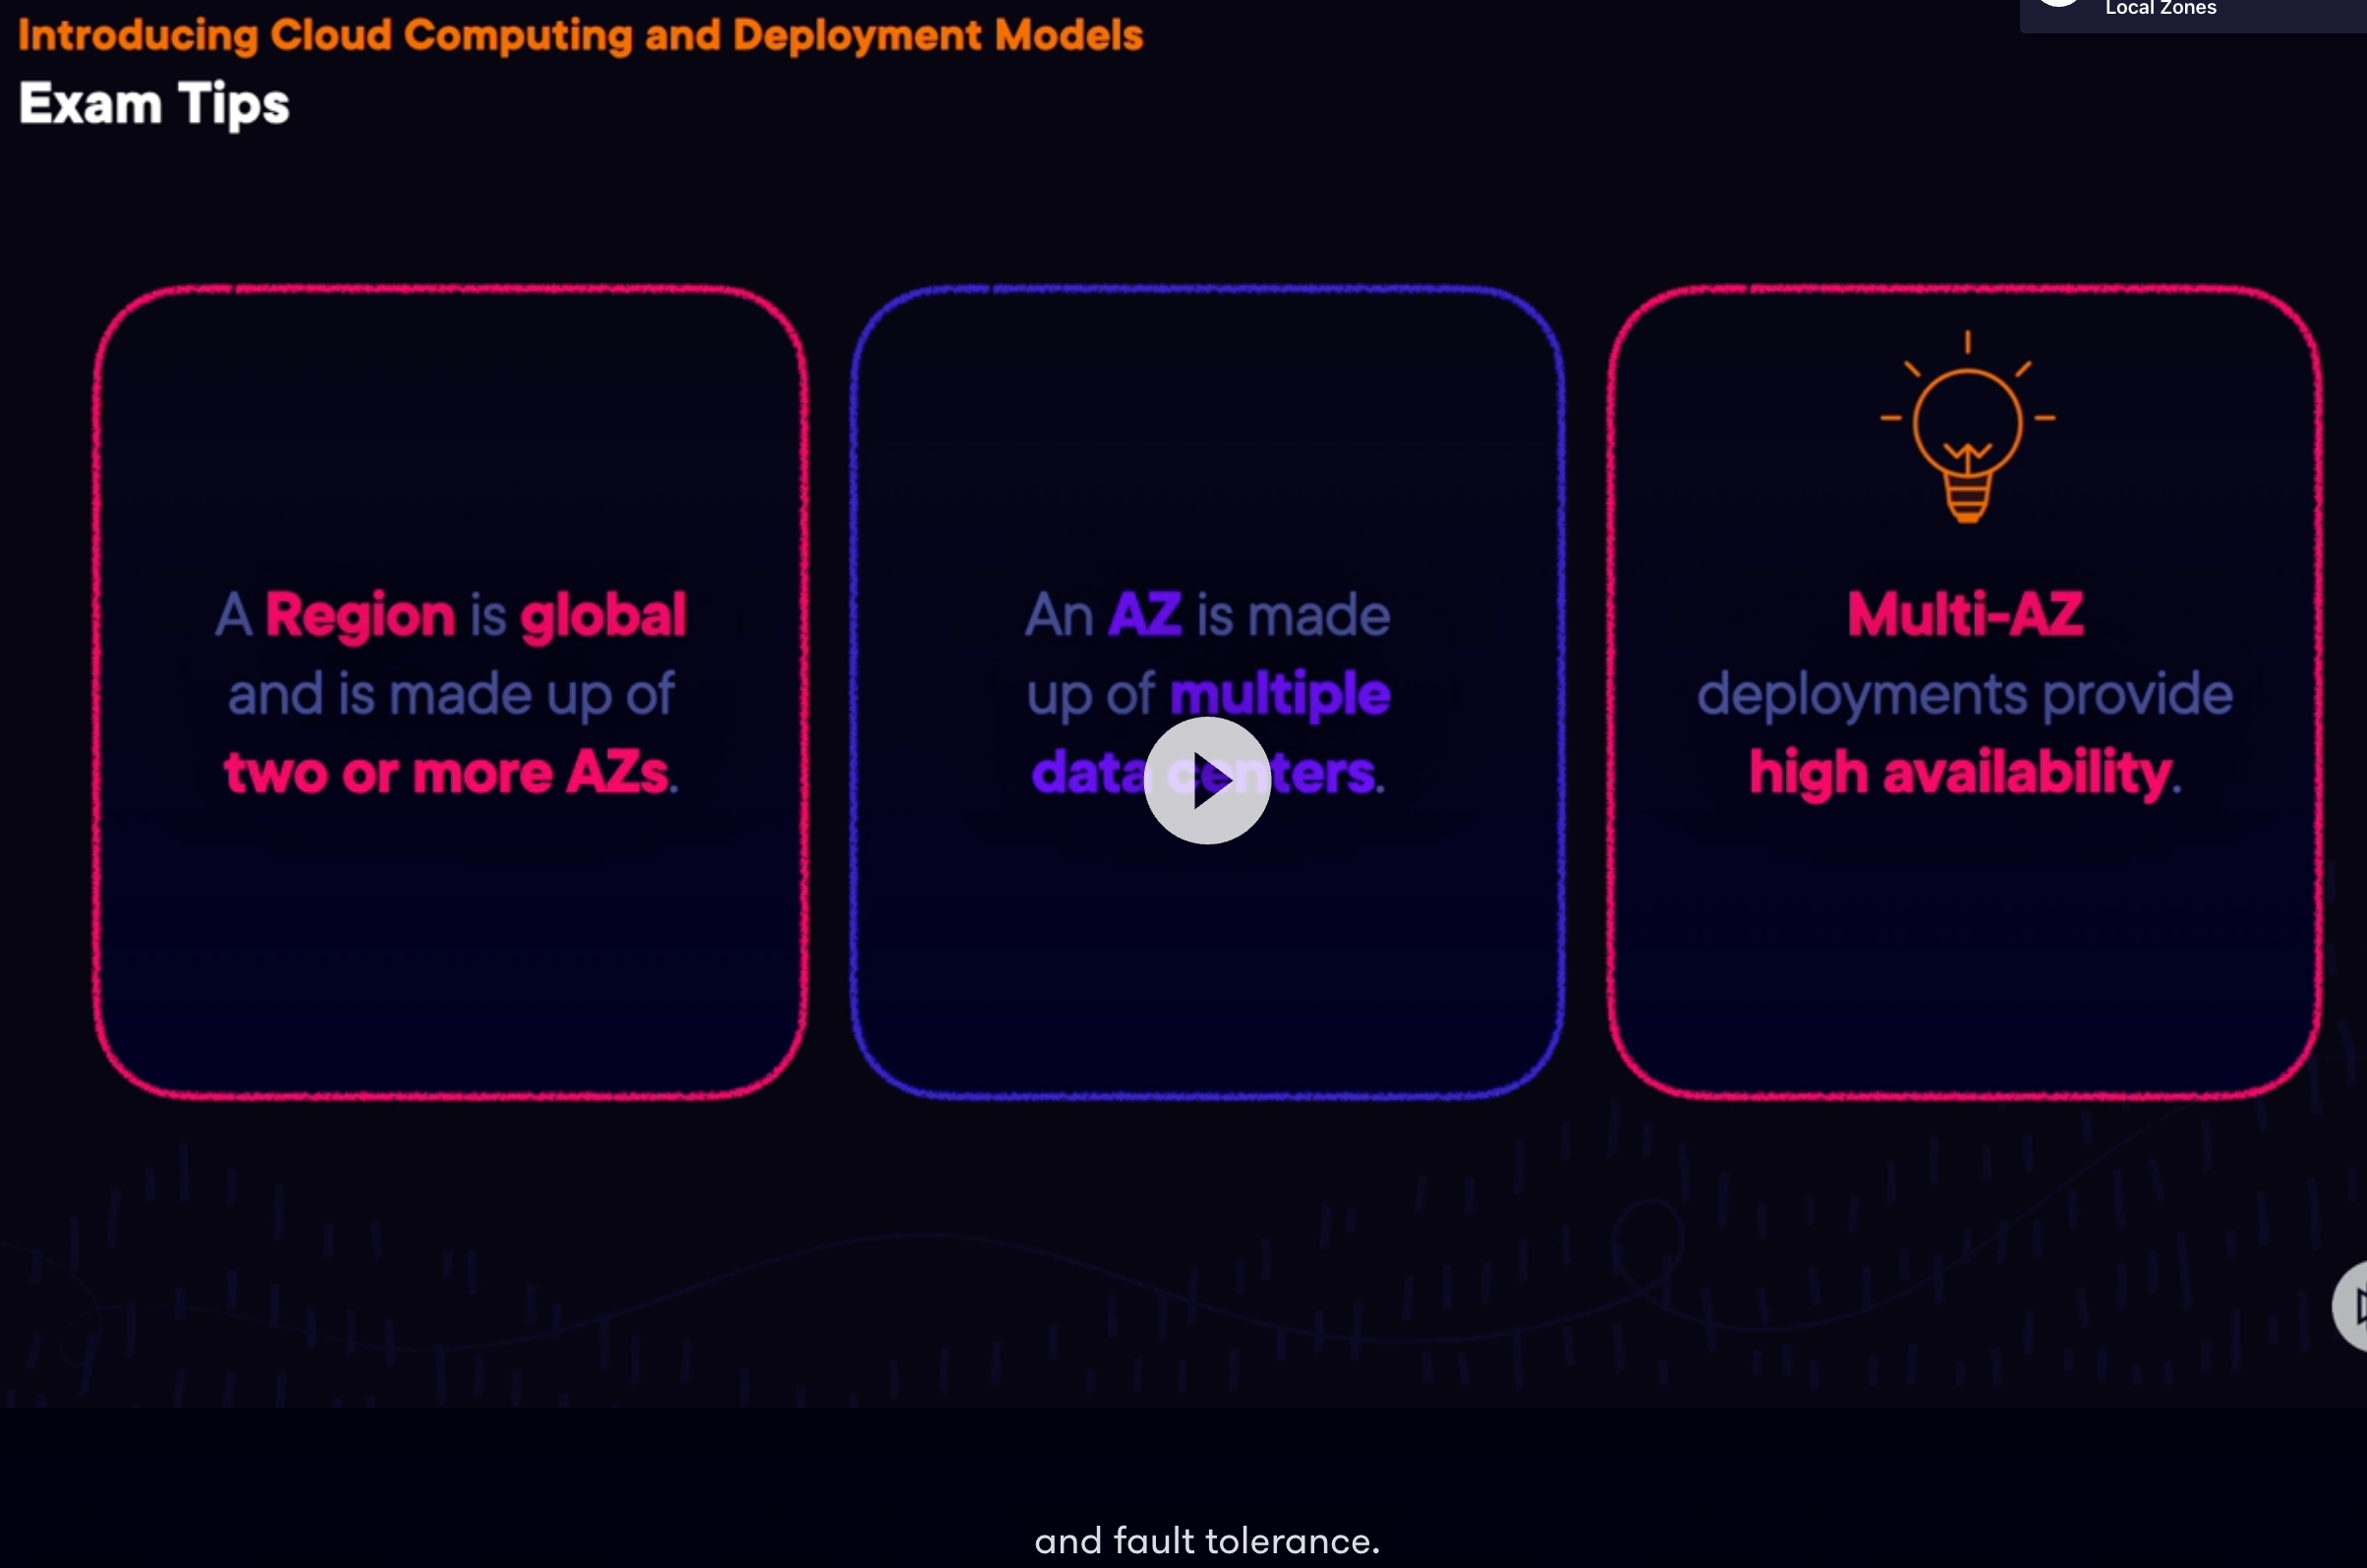 Local Zones
Introducing Cloud Computing and Deployment Models
Exam Tips
A Region is global
and is made up of
two or more AZs.
An AZ is made
up of multiple
data centers.
Multi-AZ
deployments provide
high availability.
and fault tolerance.